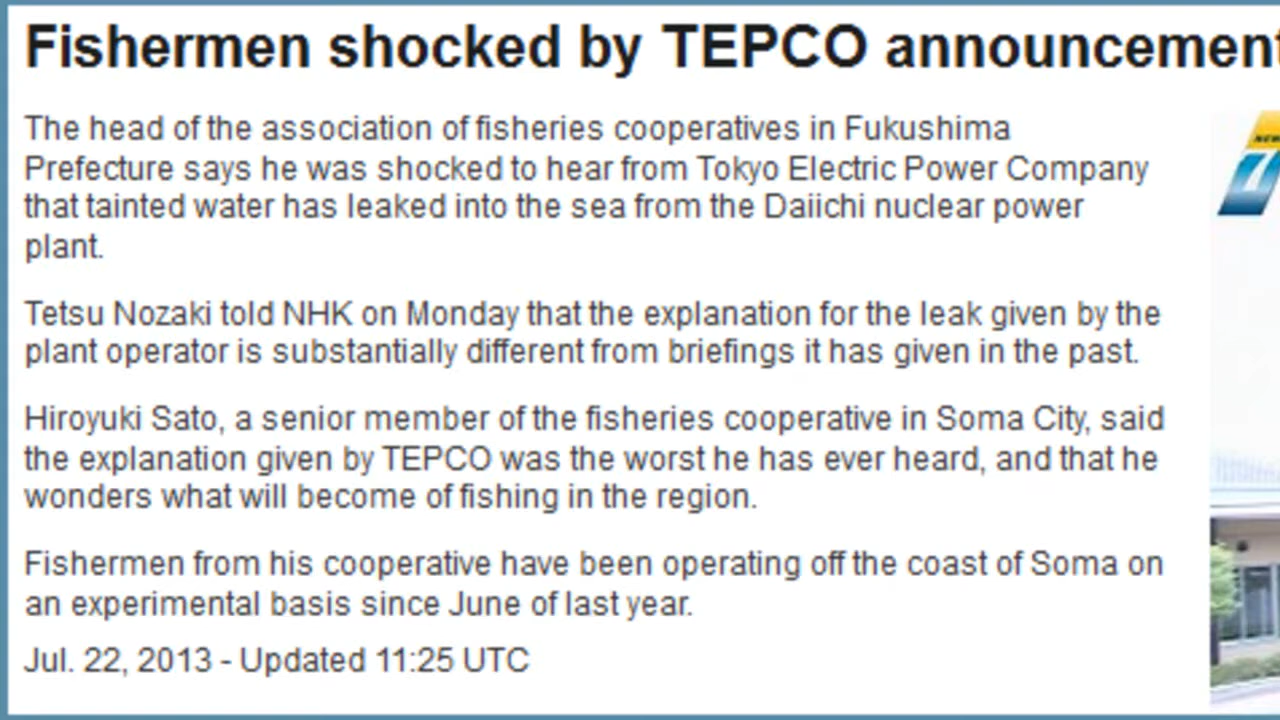 Fishermen shocked by TEPCO announcement
The head of the association of fisheries cooperatives in Fukushima
Prefecture says he was shocked to hear from Tokyo Electric Power Company
that tainted water has leaked into the sea from the Daiichi nuclear power
plant.
Tetsu Nozaki told NHK on Monday that the explanation for the leak given by the
plant operator is substantially different from briefings it has given in the past.
Hiroyuki Sato, a senior member of the fisheries cooperative in Soma City, said
the explanation given by TEPCO was the worst he has ever heard, and that he
wonders what will become of fishing in the region.
Fishermen from his cooperative have been operating off the coast of Soma on
an experimental basis since June of last year.
Jul. 22, 2013 - Updated 11:25 UTC
7